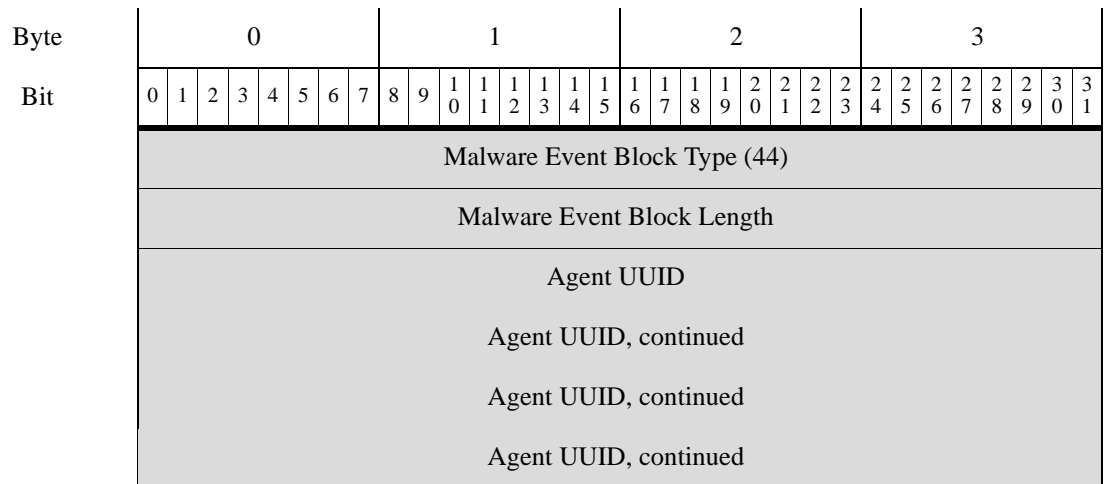 Byte 0 1 2 3
Bit 0 1 2 3 4 5 6 7 8 9 10 11 12 13 14 15 16 17 18 19 20 21 22 23 24 25 26 27 28 29 30 31
Malware Event Block Type (44)
Malware Event Block Length
Agent UUID
Agent UUID, continued
Agent UUID, continued
Agent UUID, continued